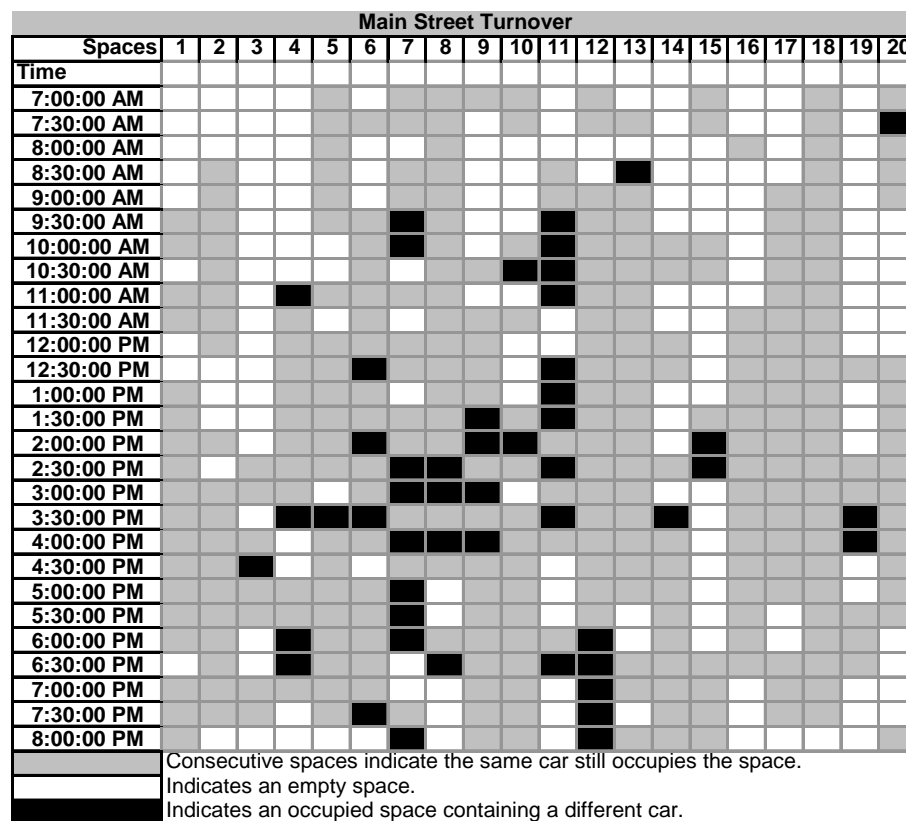 Main Street Turnover
Spaces 1 2 3 4 5 6 7 8 9 10 11 12 13 14 15 16 17 18 19 20
Time
7:00:00 AM
7:30:00 AM
8:00:00 AM
8:30:00 AM
9:00:00 AM
9:30:00 AM
10:00:00 AM
10:30:00 AM
11:00:00 AM
11:30:00 AM
12:00:00 PM
12:30:00 PM
1:00:00 PM
1:30:00 PM
2:00:00 PM
2:30:00 PM
3:00:00 PM
3:30:00 PM
4:00:00 PM
4:30:00 PM
5:00:00 PM
5:30:00 PM
6:00:00 PM
6:30:00 PM
7:00:00 PM
7:30:00 PM
8:00:00 PM
Consecutive spaces indicate the same car still occupies the space.
Indicates an empty space.
Indicates an occupied space containing a different car.